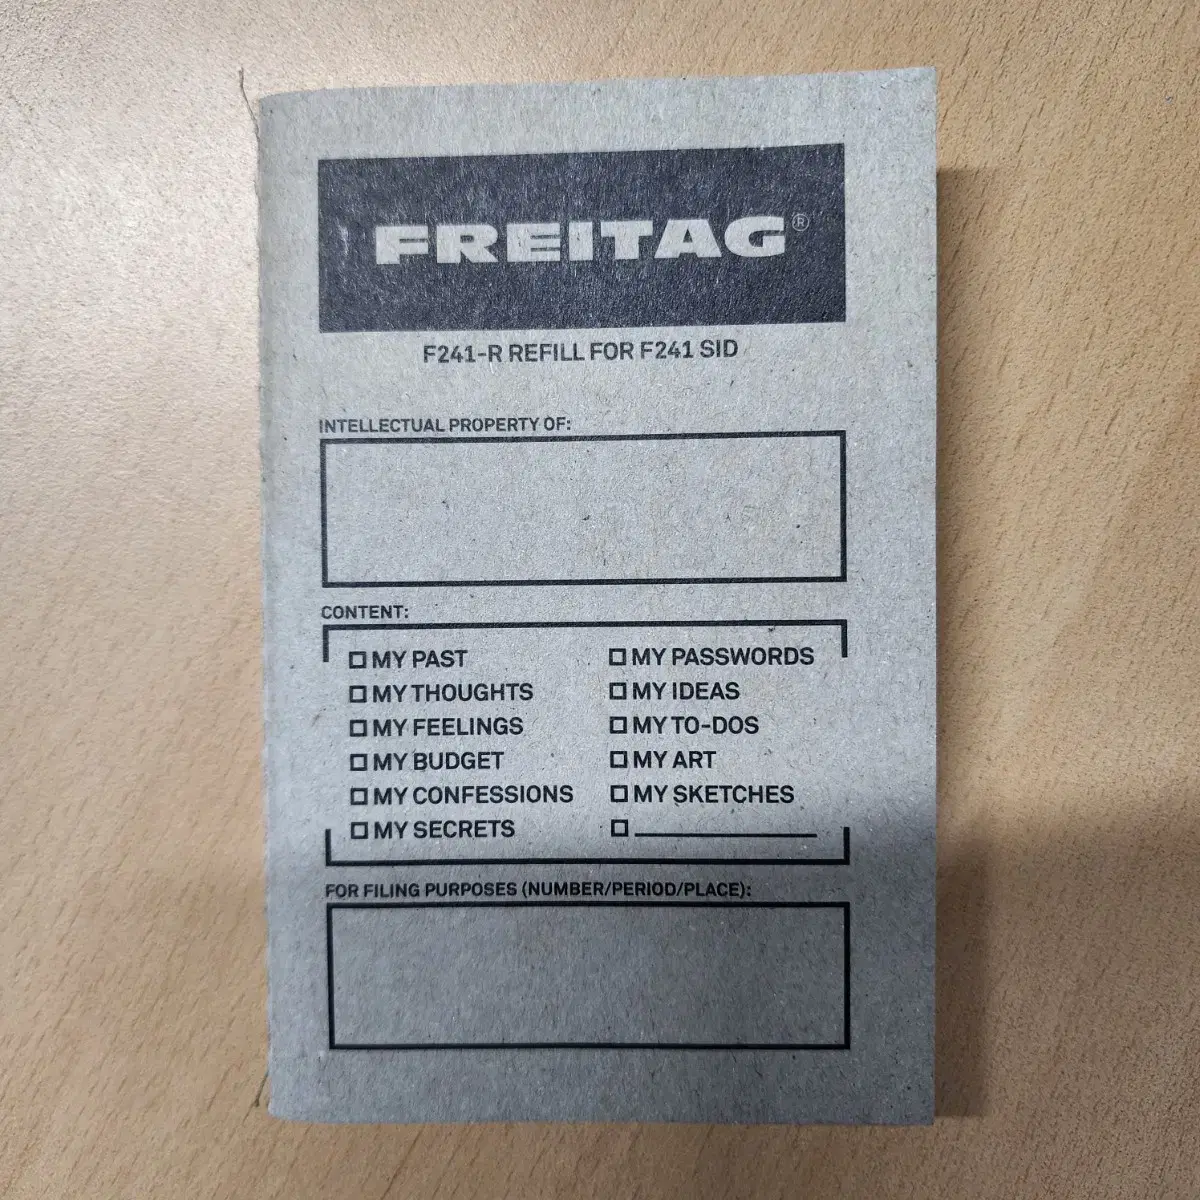 FREITAG®
F241-R REFILL FOR F241 SID
INTELLECTUAL PROPERTY OF:
CONTENT:
☐ MY PAST ☐ MY PASSWORDS
☐ MY THOUGHTS ☐ MY IDEAS
☐ MY FEELINGS ☐ MY TO-DOS
☐ MY BUDGET ☐ MY ART
☐ MY CONFESSIONS ☐ MY SKETCHES
☐ MY SECRETS ☐ ____________
FOR FILING PURPOSES (NUMBER/PERIOD/PLACE):